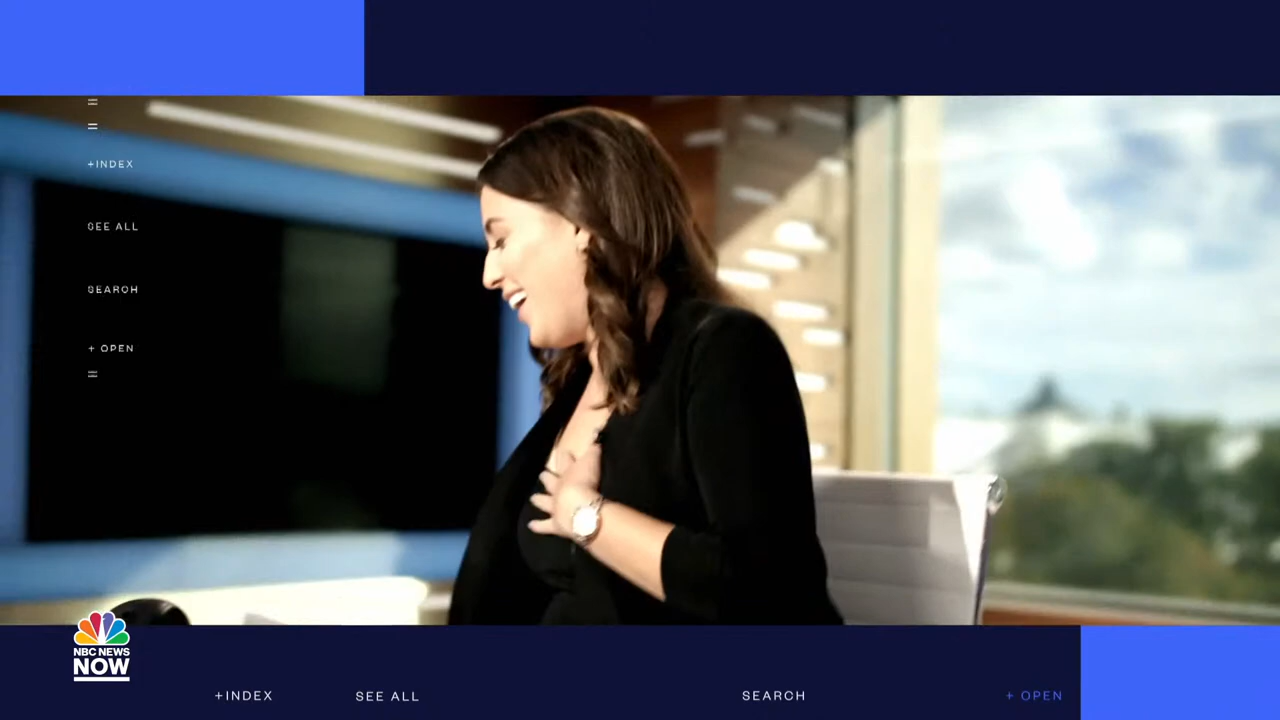 +INDEX
SEE ALL
SEARCH
+ OPEN
NBC NEWS
NOW
+INDEX
SEE ALL
SEARCH
+ OPEN